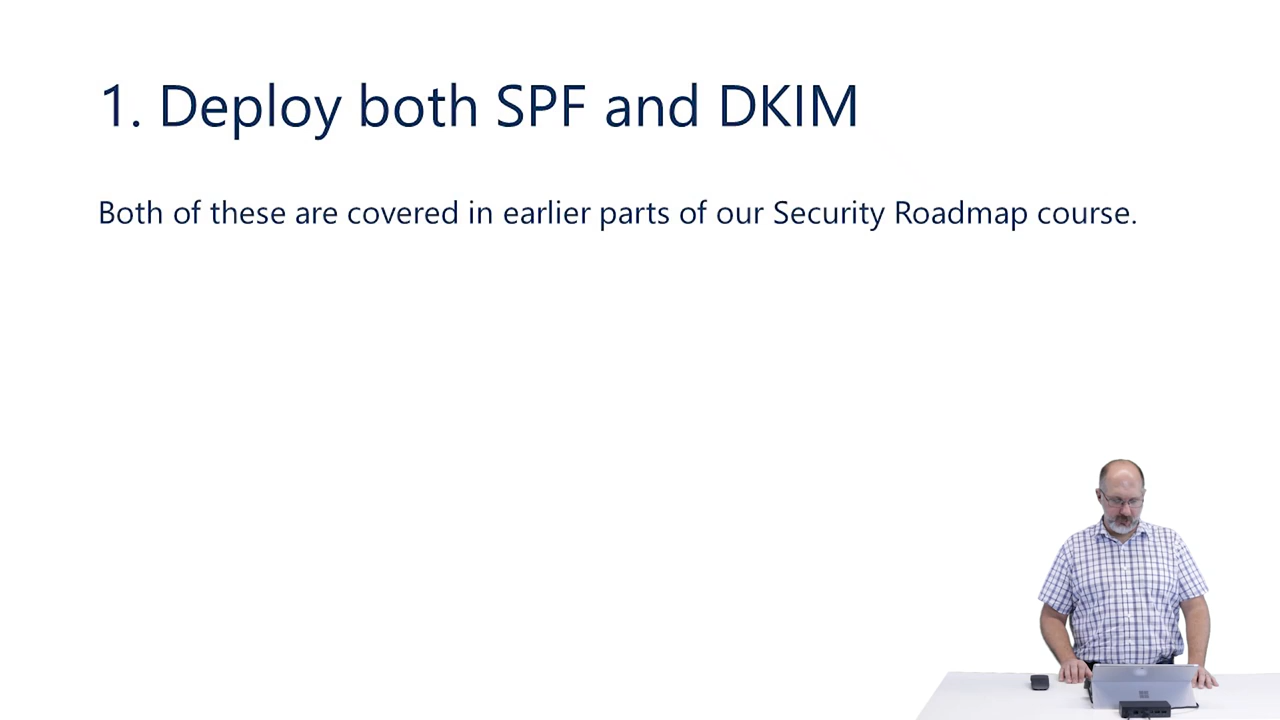 1. Deploy both SPF and DKIM
Both of these are covered in earlier parts of our Security Roadmap course.